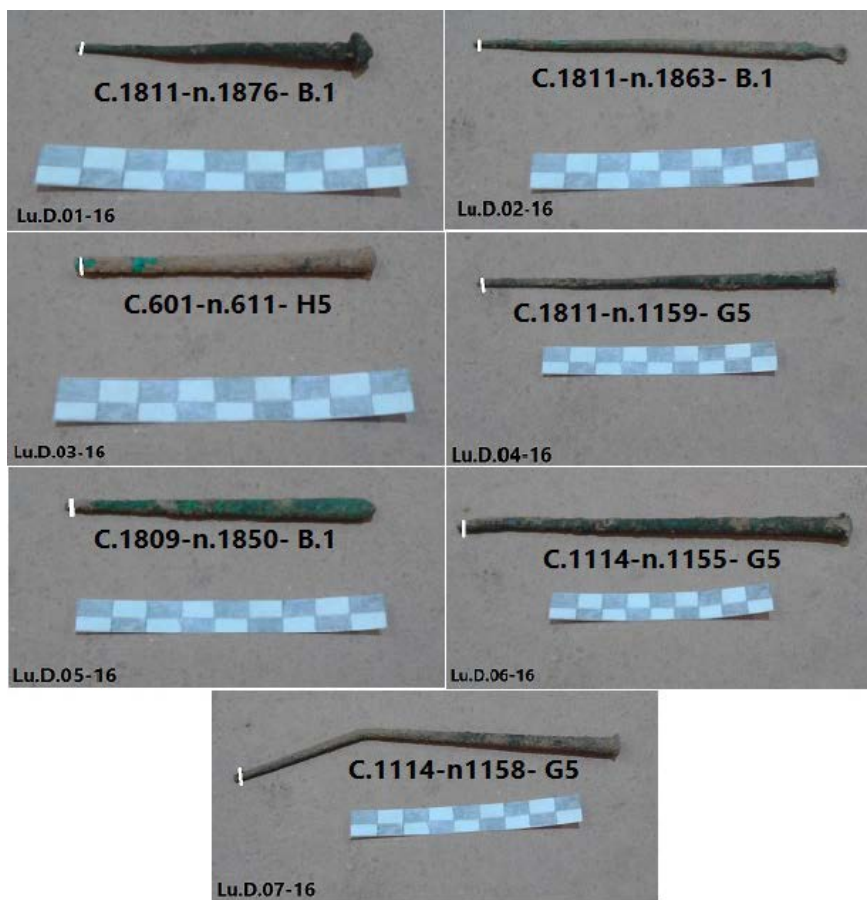 C.1811-n.1876- B.1
Lu.D.01-16
C.1811-n.1863- B.1
Lu.D.02-16
C.601-n.611- H5
Lu.D.03-16
C.1811-n.1159- G5
Lu.D.04-16
C.1809-n.1850- B.1
Lu.D.05-16
C.1114-n.1155- G5
Lu.D.06-16
C.1114-n1158- G5
Lu.D.07-16